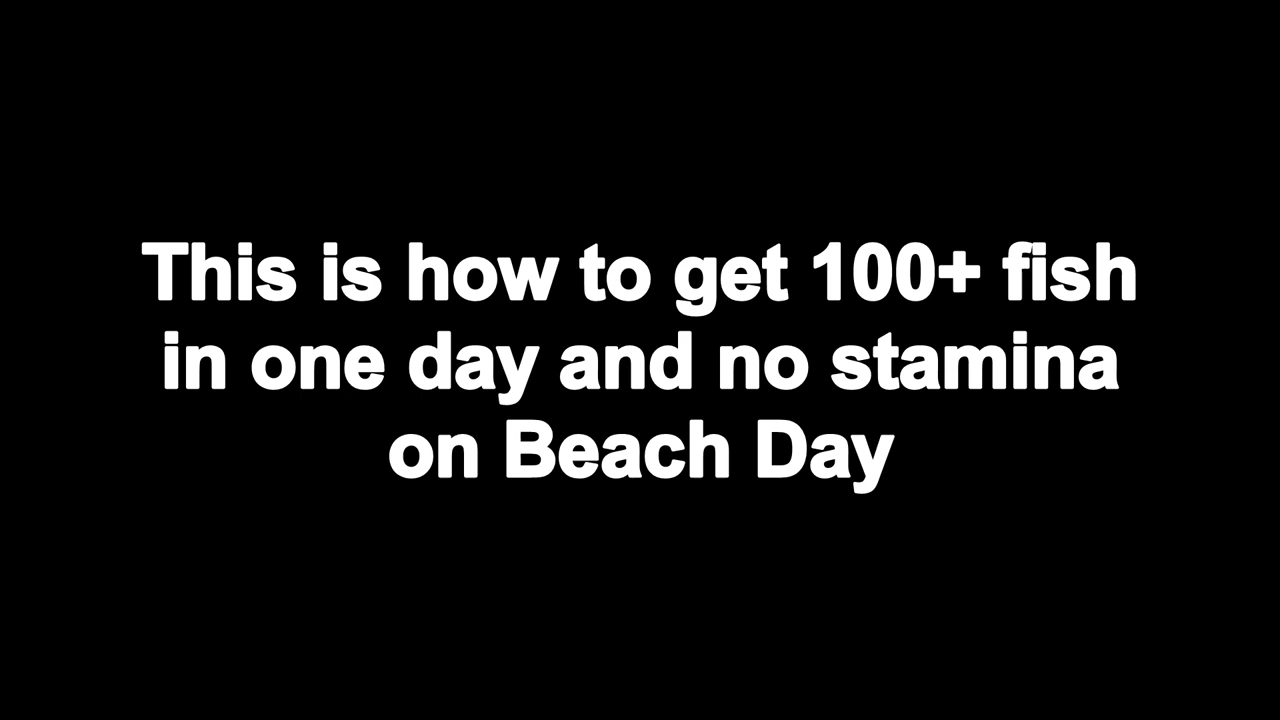 This is how to get 100+ fish
in one day and no stamina
on Beach Day